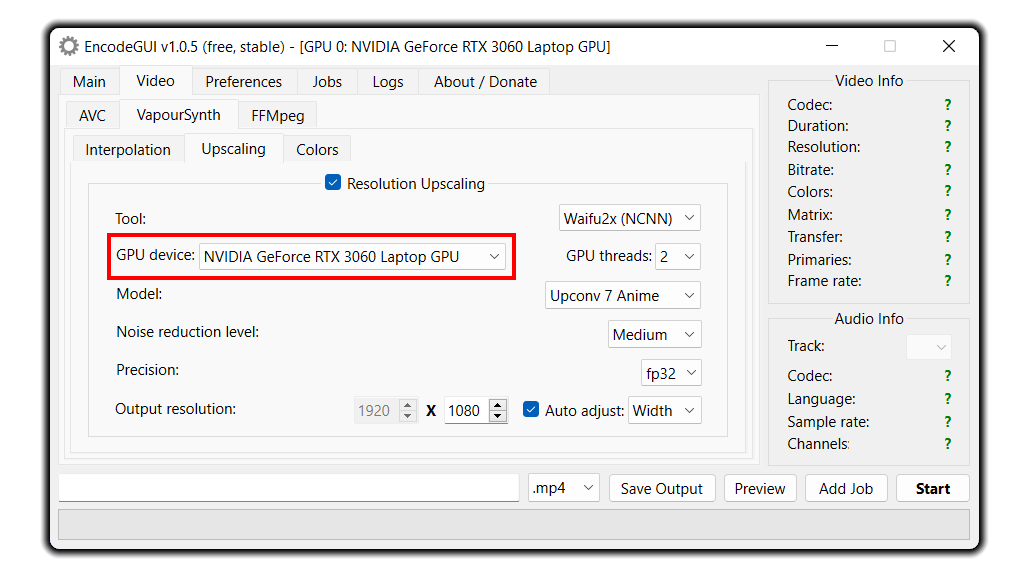 EncodeGUI v1.0.5 (free, stable) - [GPU 0: NVIDIA GeForce RTX 3060 Laptop GPU]
Main Video Preferences Jobs Logs About / Donate
AVC VapourSynth FFMpeg
Interpolation Upscaling Colors
Resolution Upscaling
Tool: Waifu2x (NCNN)
GPU device: NVIDIA GeForce RTX 3060 Laptop GPU GPU threads: 2
Model: Upconv 7 Anime
Noise reduction level: Medium
Precision: fp32
Output resolution: 1920 X 1080 Auto adjust: Width
Video Info
Codec: ?
Duration: ?
Resolution: ?
Bitrate: ?
Colors: ?
Matrix: ?
Transfer: ?
Primaries: ?
Frame rate: ?
Audio Info
Track:
Codec: ?
Language: ?
Sample rate: ?
Channels: ?
.mp4 Save Output Preview Add Job Start